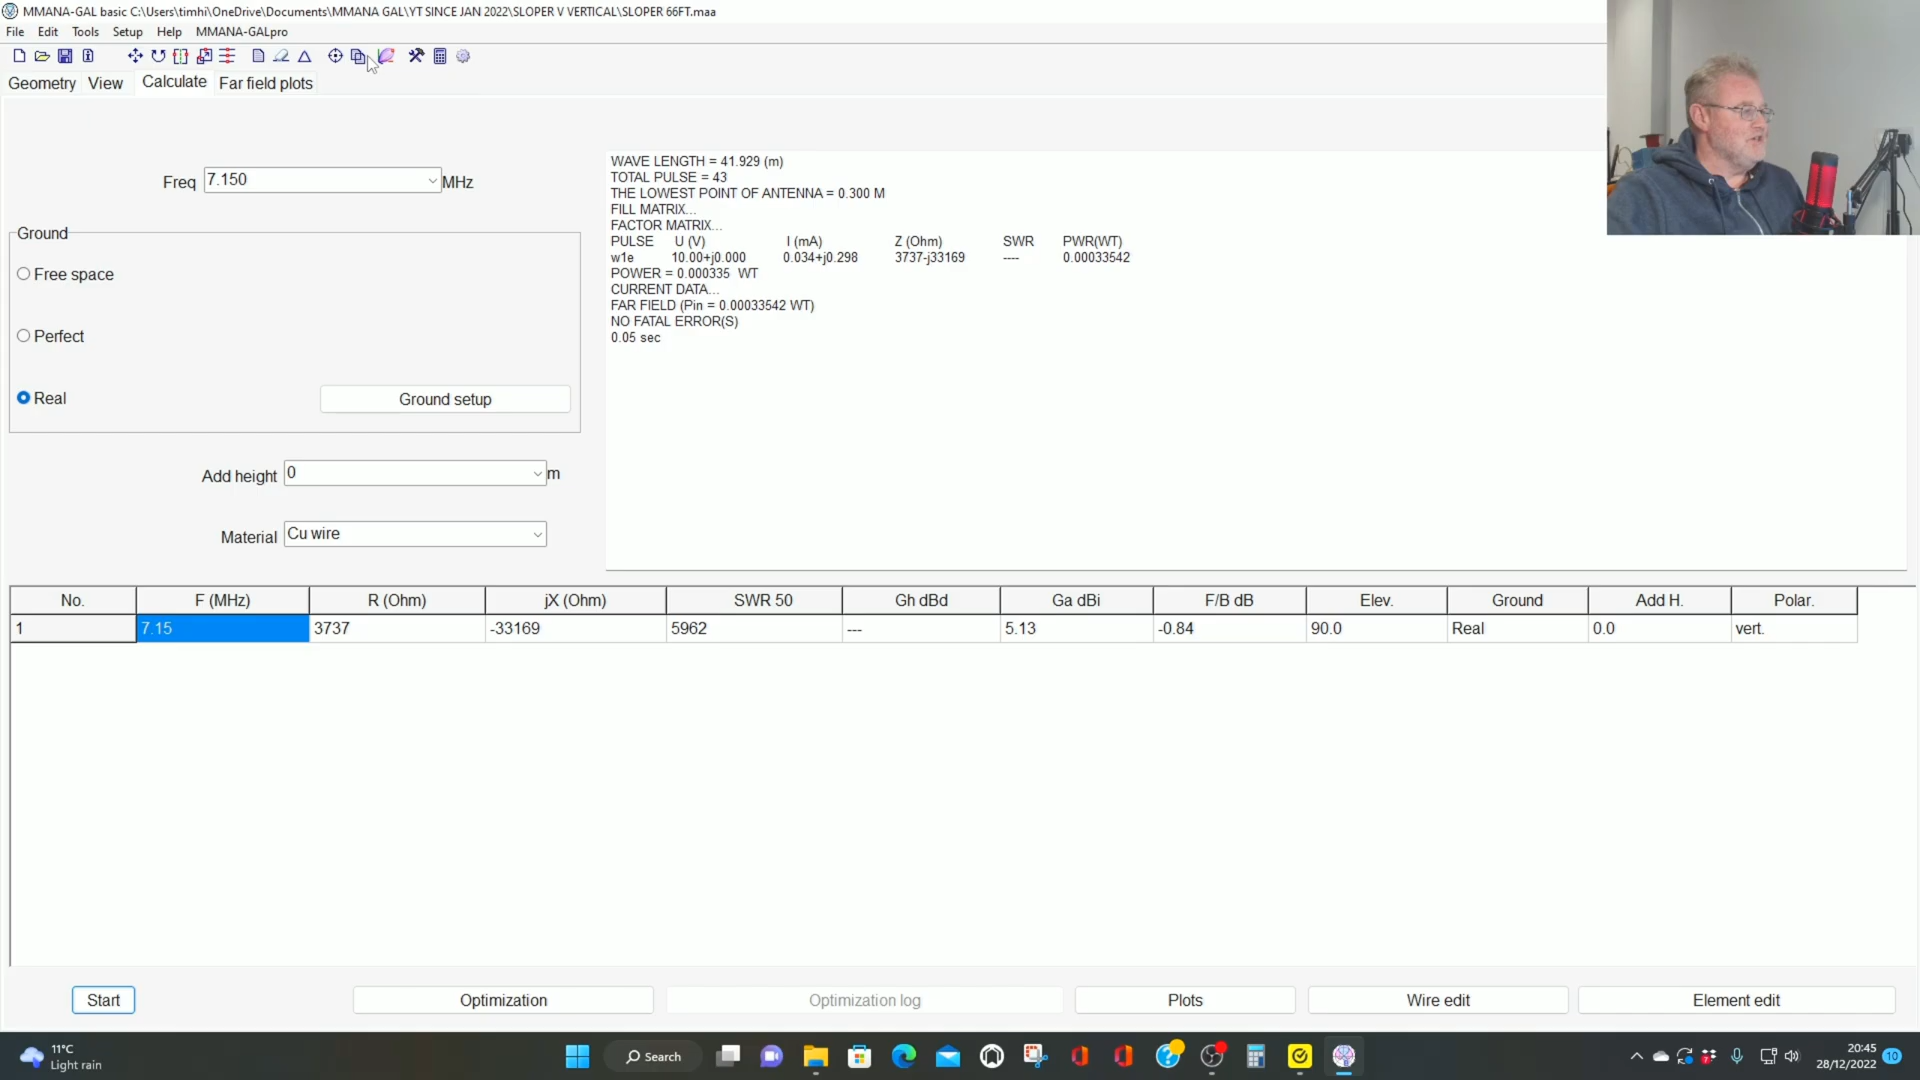 MMANA-GAL basic C:\Users\timhi\OneDrive\Documents\MMANA GAL\YT SINCE JAN 2022\SLOPER V VERTICAL\SLOPER 66FT.maa
File Edit Tools Setup Help MMANA-GALpro
Geometry View Calculate Far field plots
Freq 7.150 MHz
Ground
Free space
Perfect
Real Ground setup
Add height 0 m
Material Cu wire
WAVE LENGTH = 41.929 (m)
TOTAL PULSE = 43
THE LOWEST POINT OF ANTENNA = 0.300 M
FILL MATRIX...
FACTOR MATRIX...
PULSE U (V) I (mA) Z (Ohm) SWR PWR(WT)
w1e 10.00+j0.000 0.034+j0.298 3737-j33169 ---- 0.00033542
POWER = 0.000335 WT
CURRENT DATA...
FAR FIELD (Pin = 0.00033542 WT)
NO FATAL ERROR(S)
0.05 sec
No. F (MHz) R (Ohm) jX (Ohm) SWR 50 Gh dBd Ga dBi F/B dB Elev. Ground Add H. Polar.
1 7.15 3737 -33169 5962 --- 5.13 -0.84 90.0 Real 0.0 vert.
Start Optimization Optimization log Plots Wire edit Element edit
11°C
Light rain
Search
20:45
28/12/2022
10